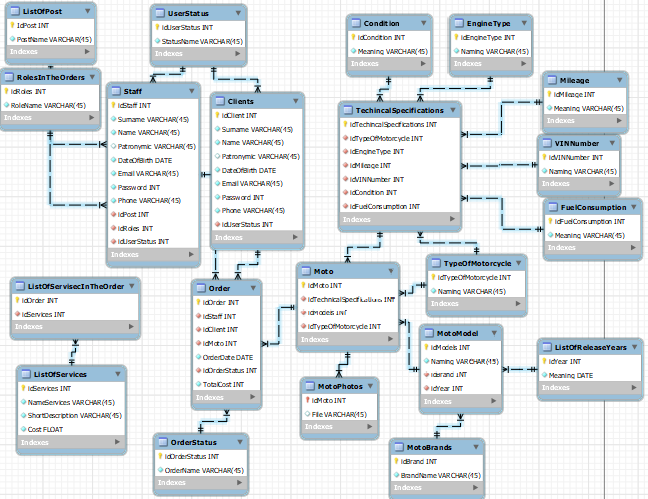 ListOfPost
IdPost INT
PostName VARCHAR(45)
Indexes
RolesInTheOrders
idRoles INT
RoleName VARCHAR(45)
Indexes
UserStatus
idUserStatus INT
StatusName VARCHAR(45)
Indexes
Staff
idStaff INT
Surname VARCHAR(45)
Name VARCHAR(45)
Patronymic VARCHAR(45)
DateOfBirth DATE
Email VARCHAR(45)
Password INT
Phone VARCHAR(45)
idPost INT
idRoles INT
idUserStatus INT
Indexes
Clients
idClient INT
Surname VARCHAR(45)
Name VARCHAR(45)
Patronymic VARCHAR(45)
DateOfBirth DATE
Email VARCHAR(45)
Password INT
Phone VARCHAR(45)
idUserStatus INT
Indexes
Condition
idCondition INT
Meaning VARCHAR(45)
Indexes
EngineType
idEngineType INT
Naming VARCHAR(45)
Indexes
TechincalSpecifications
idTechincalSpecifications INT
idTypeOfMotorcycle INT
idEngineType INT
idMileage INT
idVINNumber INT
idCondition INT
idFuelConsumption INT
Indexes
Mileage
idMileage INT
Meaning VARCHAR(45)
Indexes
VINNumber
idVINNumber INT
Naming VARCHAR(45)
Indexes
FuelConsumption
idFuelConsumption INT
Meaning VARCHAR(45)
Indexes
ListOfServisecInTheOrder
idOrder INT
idServices INT
Indexes
ListOfServices
idServices INT
NameServices VARCHAR(45)
ShortDescription VARCHAR(45)
Cost FLOAT
Indexes
Order
idOrder INT
idStaff INT
idClient INT
idMoto INT
OrderDate DATE
idOrderStatus INT
TotalCost INT
Indexes
OrderStatus
idOrderStatus INT
OrderName VARCHAR(45)
Indexes
Moto
idMoto INT
idTechnicalSpecifications INT
idModels INT
idTypeOfMotorcycle INT
Indexes
MotoPhotos
idMoto INT
File VARCHAR(45)
Indexes
TypeOfMotorcycle
idTypeOfMotorcycle INT
Naming VARCHAR(45)
Indexes
MotoModel
idModels INT
Naming VARCHAR(45)
idBrand INT
idYear INT
Indexes
ListOfReleaseYears
idYear INT
Meaning DATE
Indexes
MotoBrands
idBrand INT
BrandName VARCHAR(45)
Indexes